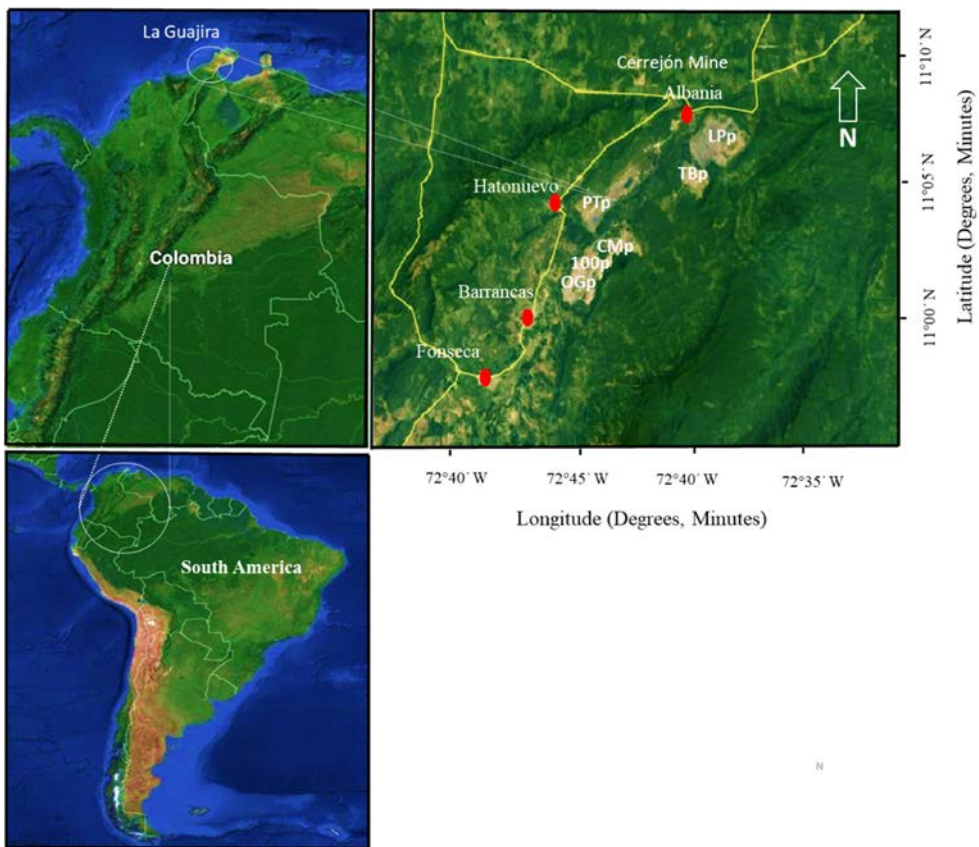 La Guajira
Colombia
Cerrejón Mine
Albania
LPp
TBp
Hatonuevo
PTp
CMp
100p
OGp
Barrancas
Fonseca
N
11°10´ N
11°05´ N
11°00´ N
Latitude (Degrees, Minutes)
72°40´ W
72°45´ W
72°40´ W
72°35´ W
Longitude (Degrees, Minutes)
South America
N